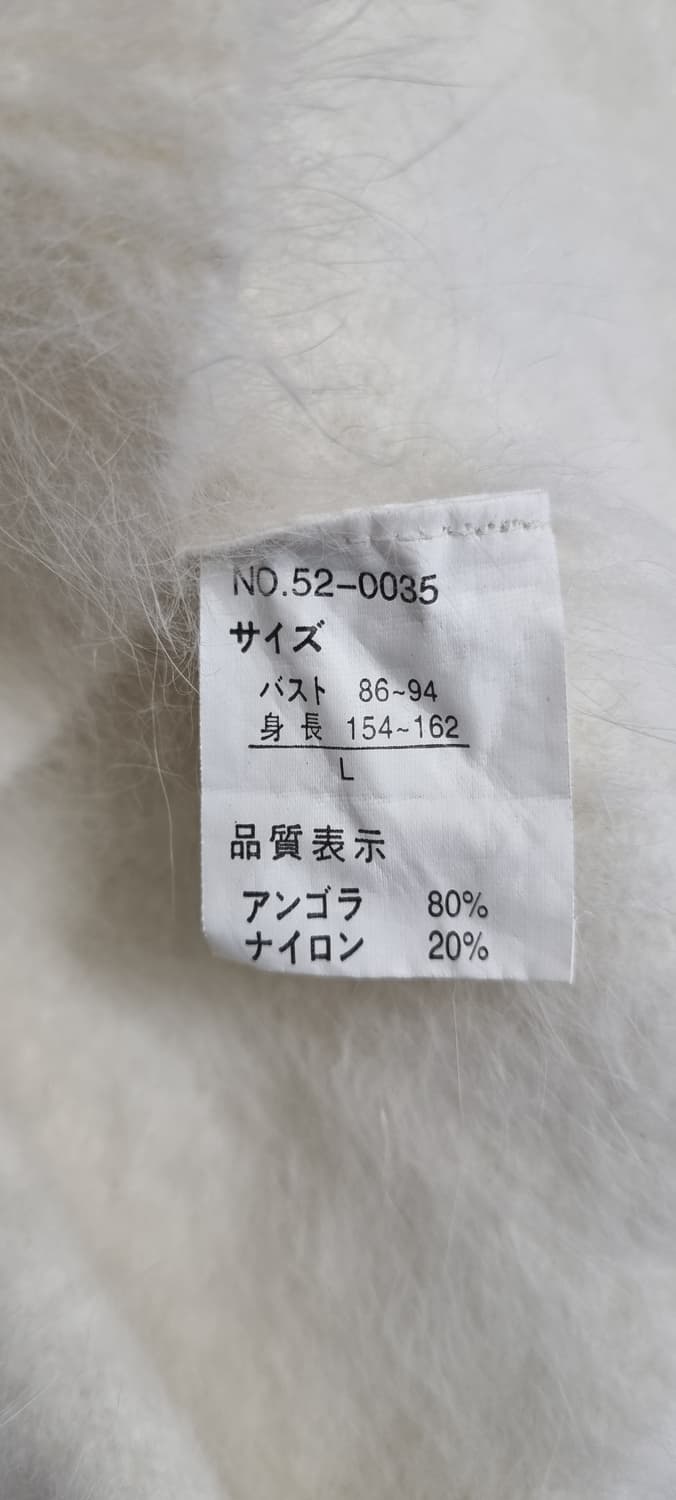 NO.52-0035
サイズ
バスト 86~94
身長 154~162
L
品質表示
アンゴラ 80%
ナイロン 20%